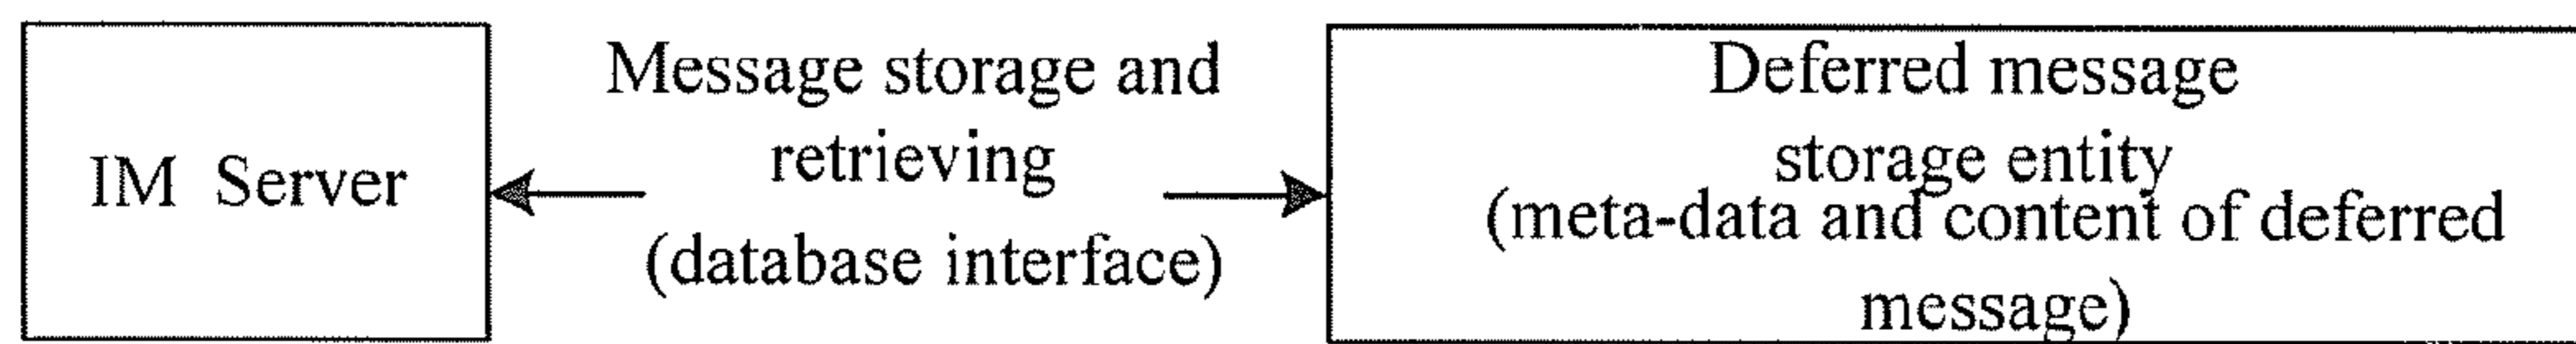 IM Server
Message storage and
retrieving
(database interface)
Deferred message
storage entity
(meta-data and content of deferred
message)